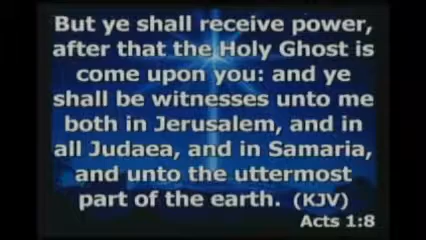 But ye shall receive power,
after that the Holy Ghost is
come upon you: and ye
shall be witnesses unto me
both in Jerusalem, and in
all Judaea, and in Samaria,
and unto the uttermost
part of the earth. (KJV)
Acts 1:8